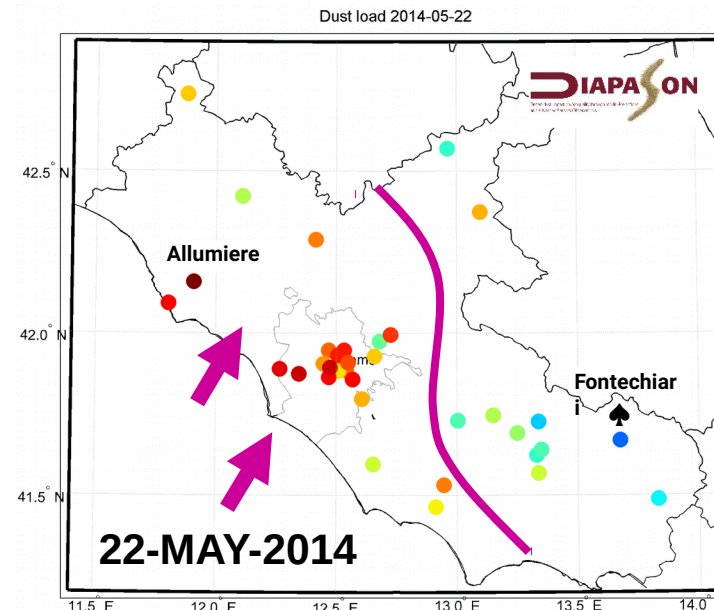 Dust load 2014-05-22
DIAPASON
42.5° N
Allumiere
42.0° N
Fontechiar
i
41.5° N
22-MAY-2014
11.5° E
12.0° E
12.5° E
13.0° E
13.5° E
14.0°